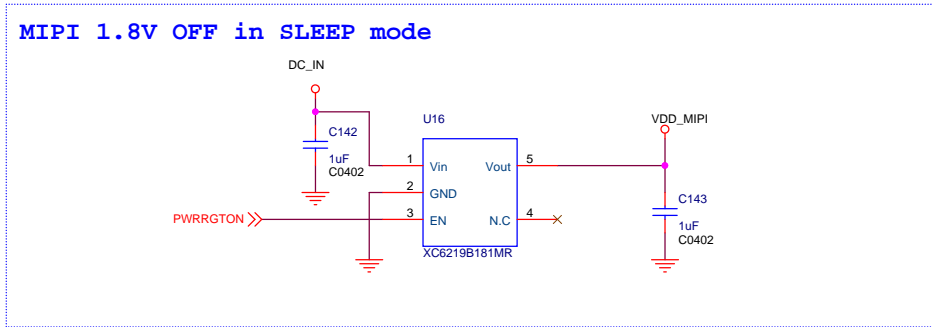 MIPI 1.8V OFF in SLEEP mode
DC_IN
C142
1uF
C0402
U16
1 Vin
2 GND
3 EN
Vout 5
N.C 4
XC6219B181MR
PWRRGTON
VDD_MIPI
C143
1uF
C0402